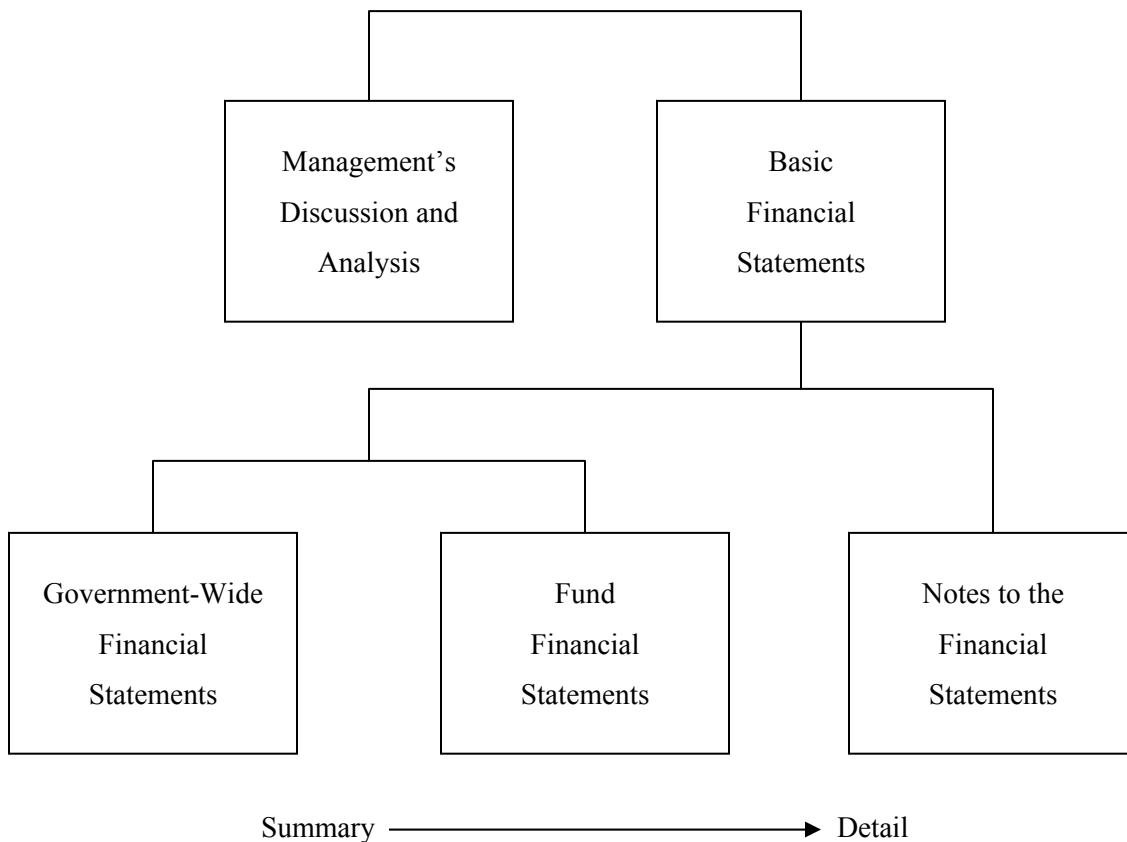 Management’s
Discussion and
Analysis
Basic
Financial
Statements
Government-Wide
Financial
Statements
Fund
Financial
Statements
Notes to the
Financial
Statements
Summary
Detail